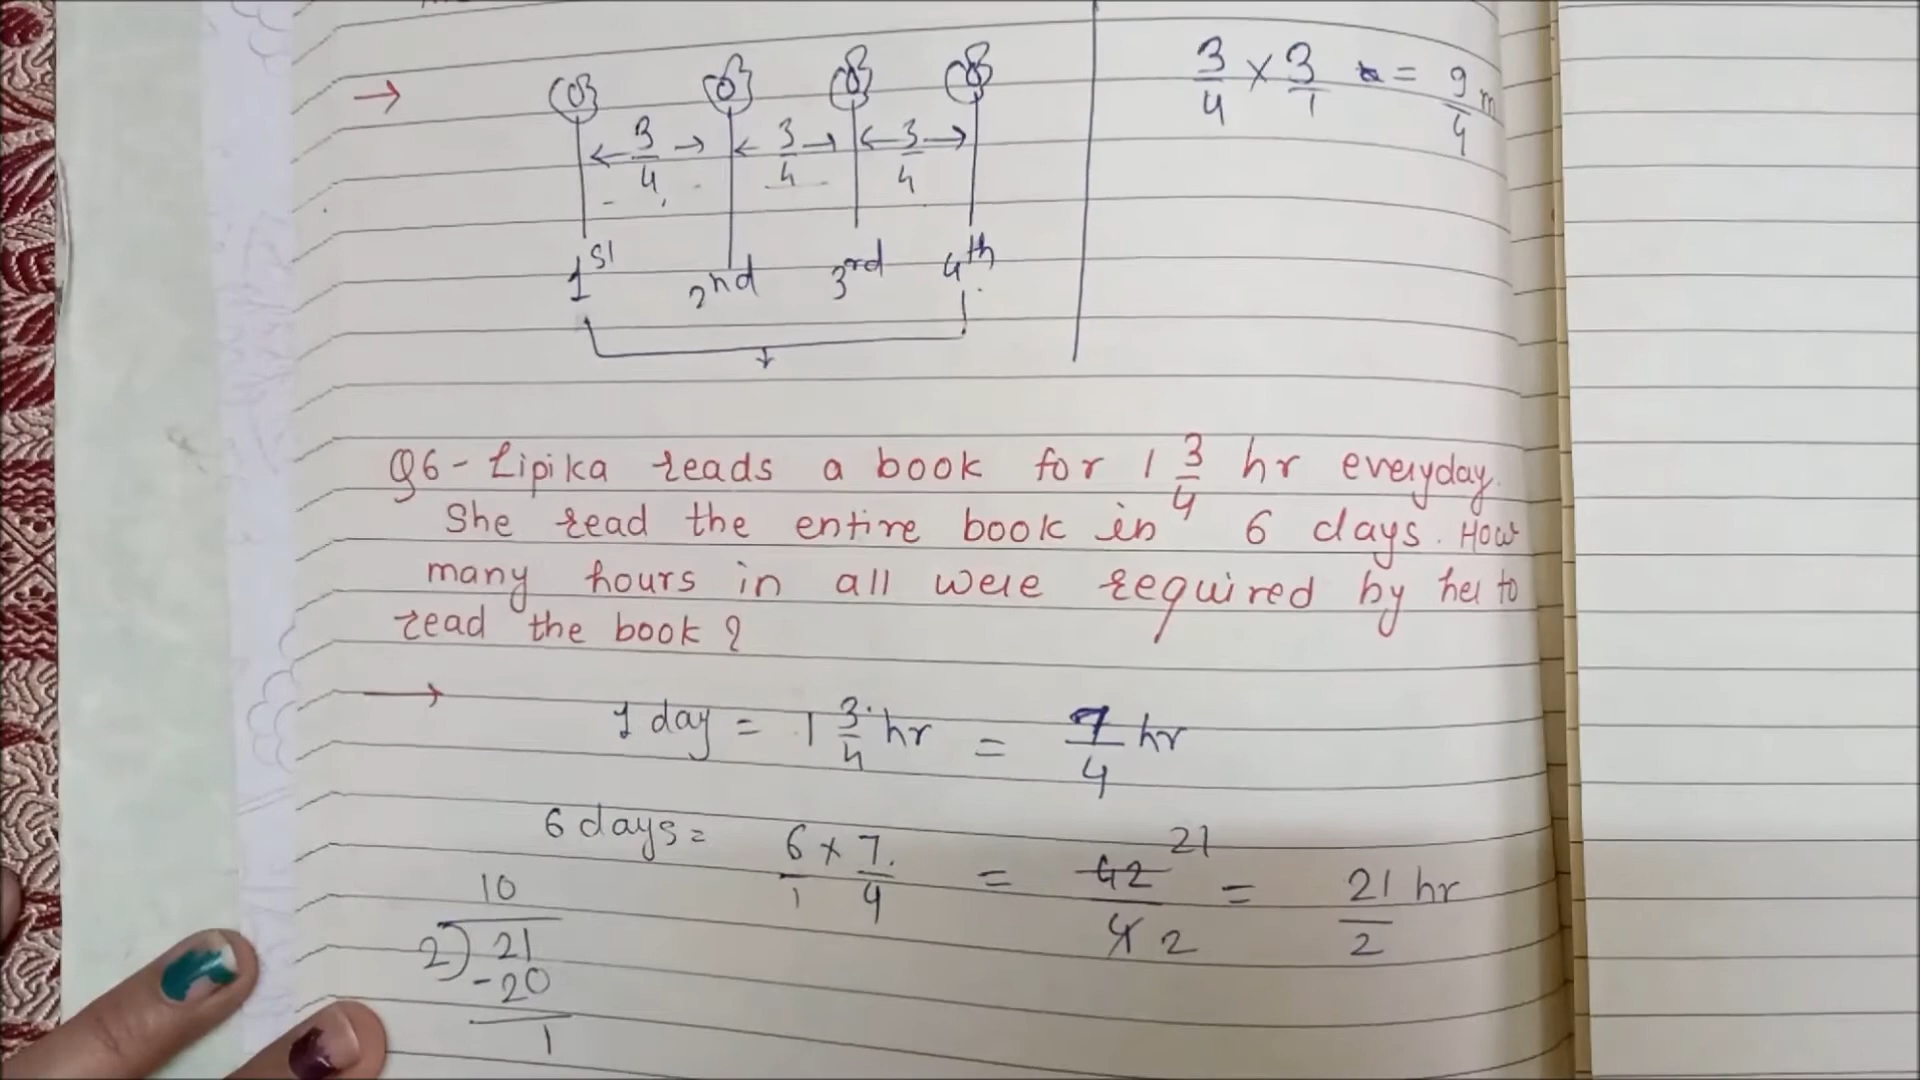 3/4 × 3/1 = 9/4 m
← 3/4 → ← 3/4 → ← 3/4 →
1st 2nd 3rd 4th
Q6- Lipika reads a book for 1 3/4 hr everyday.
She read the entire book in 6 days. How
many hours in all were required by her to
read the book ?
→ 1 day = 1 3/4 hr = 7/4 hr
6 days = 6/1 × 7/4 = 42/4 21/2 = 21/2 hr
10
2) 21
-20
1